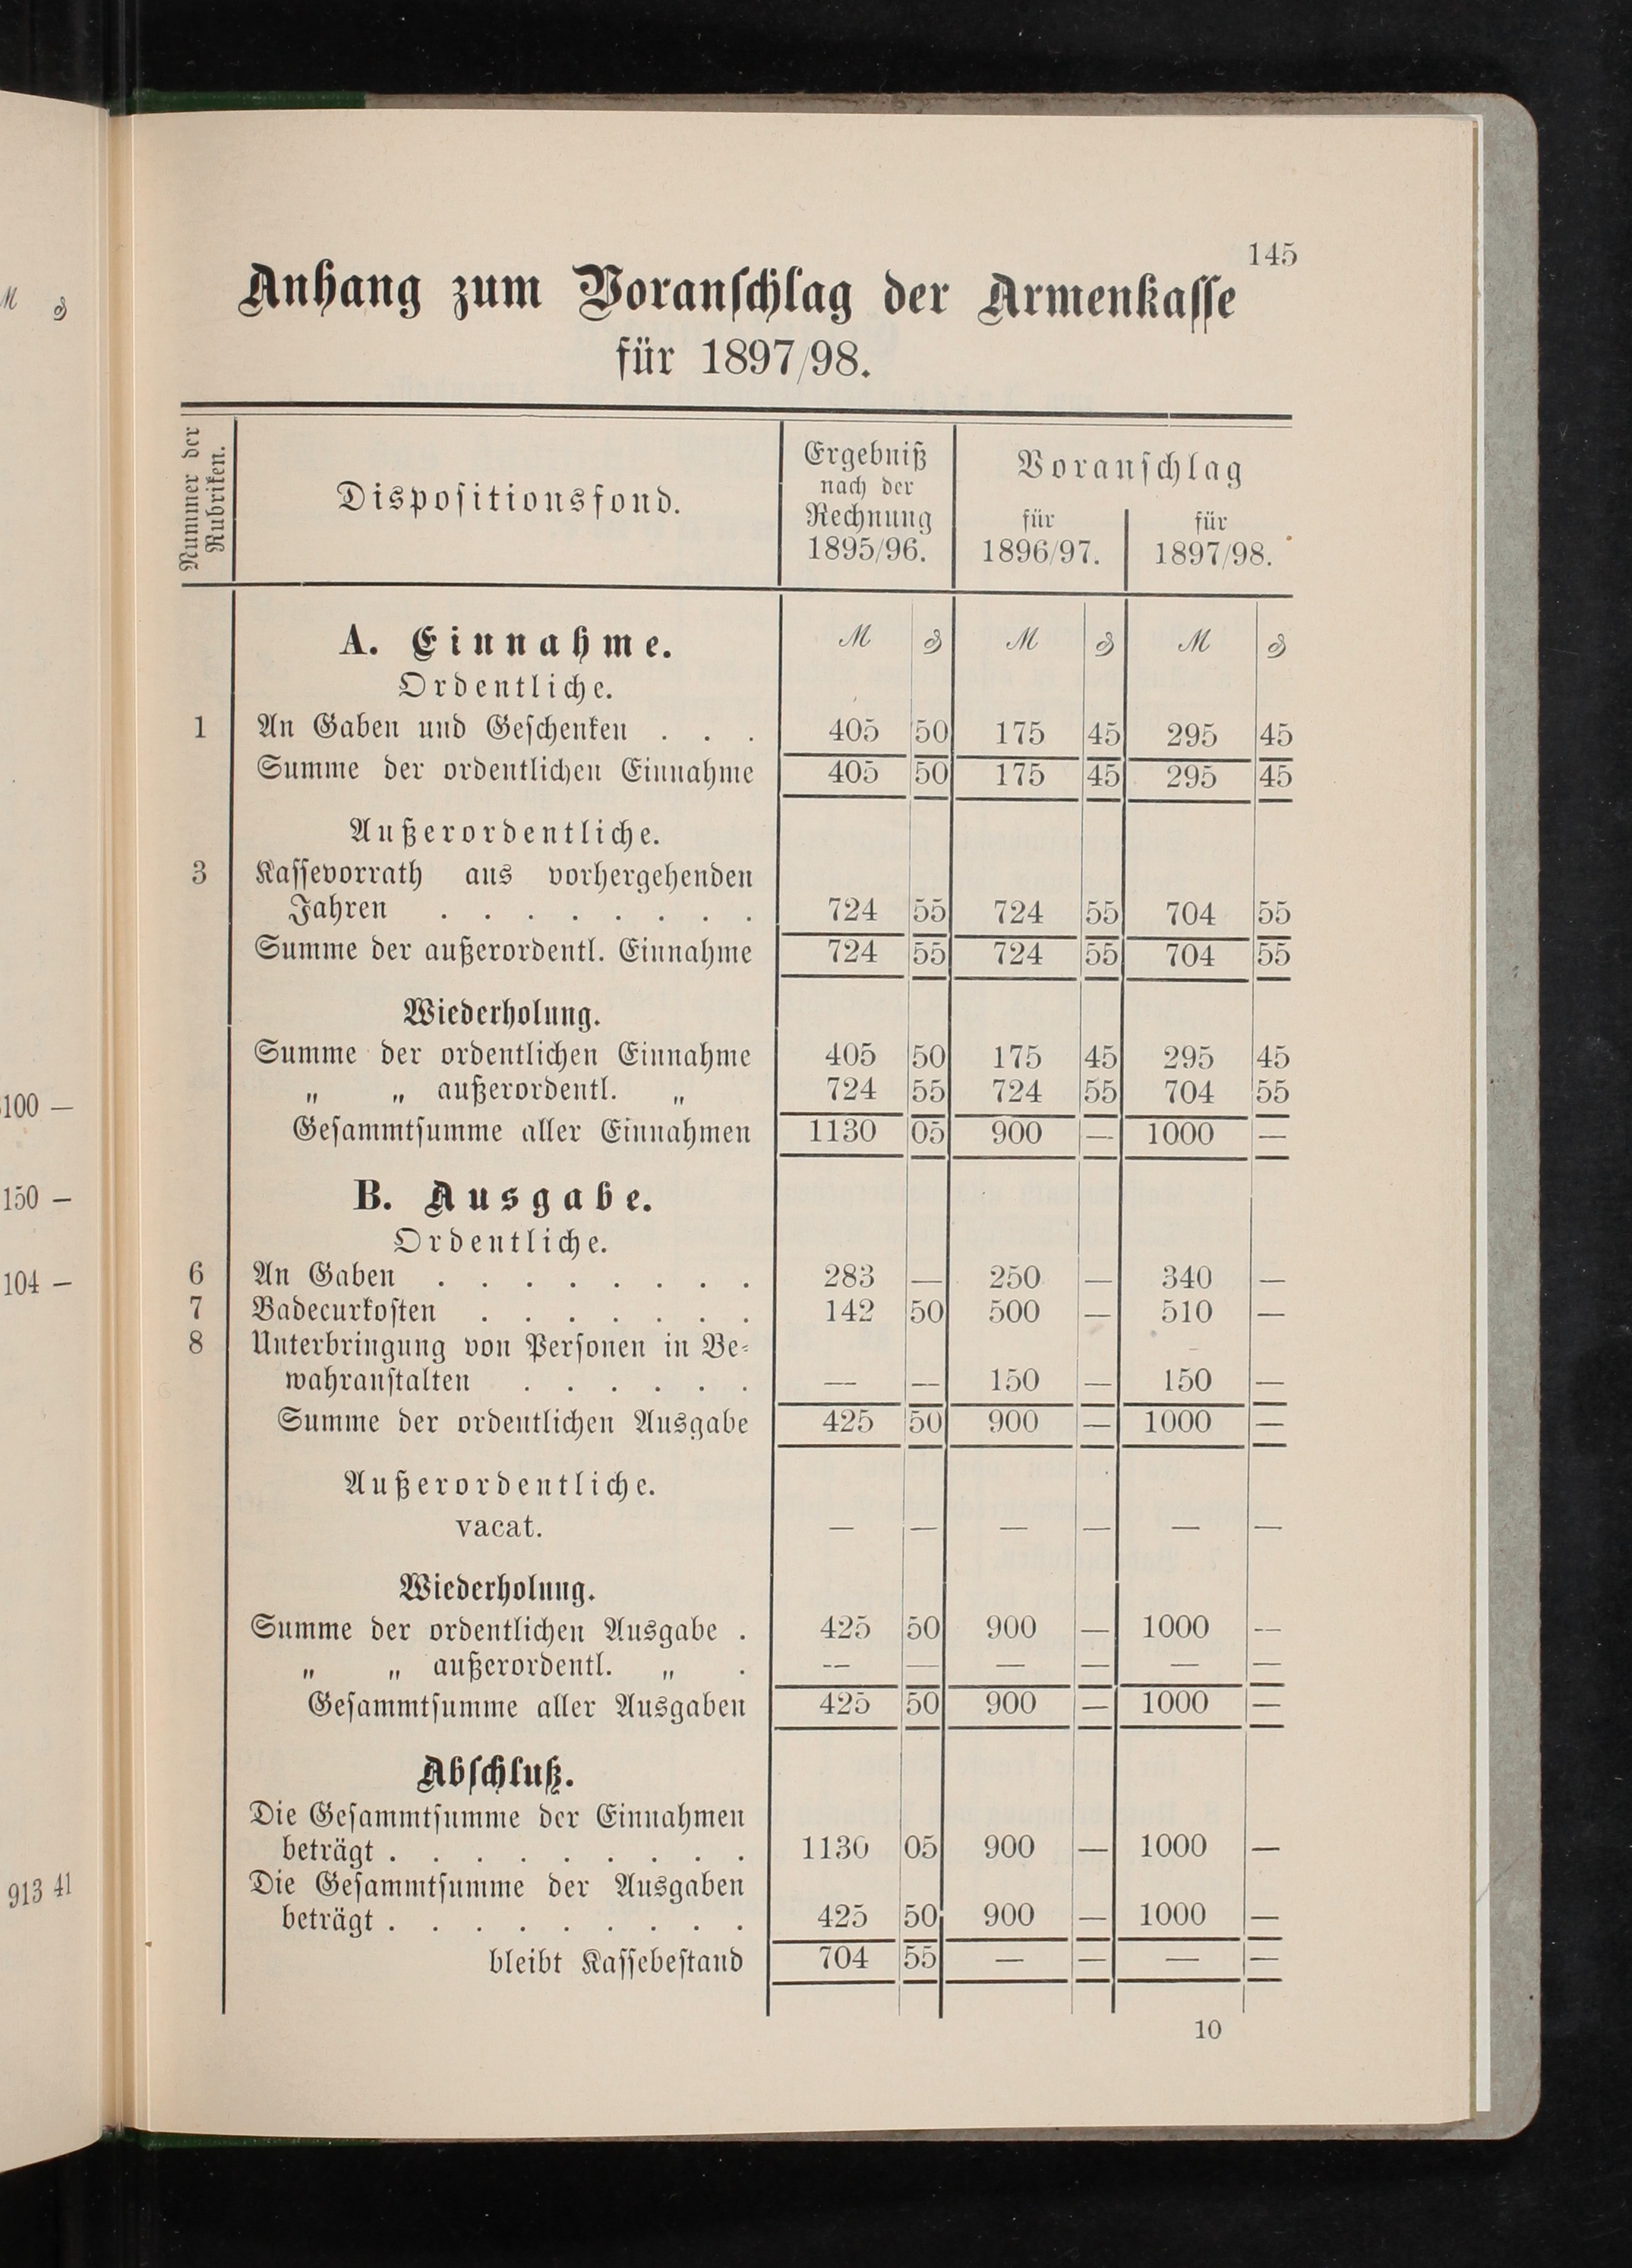 M ₰
100 —
150 —
104 —
913 41
145
Anhang zum Voranschlag der Armenkasse
für 1897/98.
Nummer der
Rubriken.
Dispositionsfond.
Ergebniß
nach der
Rechnung
1895/96.
Voranschlag
für
1896/97.
für
1897/98.
A. Einnahme. M ₰ M ₰ M ₰
Ordentliche.
1 An Gaben und Geschenken . . . 405 50 175 45 295 45
Summe der ordentlichen Einnahme 405 50 175 45 295 45
Außerordentliche.
3 Kassevorrath aus vorhergehenden
Jahren . . . . . . . . 724 55 724 55 704 55
Summe der außerordentl. Einnahme 724 55 724 55 704 55
Wiederholung.
Summe der ordentlichen Einnahme 405 50 175 45 295 45
„ „ außerordentl. „ 724 55 724 55 704 55
Gesammtsumme aller Einnahmen 1130 05 900 — 1000 —
B. Ausgabe.
Ordentliche.
6 An Gaben . . . . . . . . 283 — 250 — 340 —
7 Badecurkosten . . . . . . . 142 50 500 — 510 —
8 Unterbringung von Personen in Be-
wahranstalten . . . . . . — — 150 — 150 —
Summe der ordentlichen Ausgabe 425 50 900 — 1000 —
Außerordentliche.
vacat. — — — — — —
Wiederholung.
Summe der ordentlichen Ausgabe . 425 50 900 — 1000 —
„ „ außerordentl. „ . — — — — — —
Gesammtsumme aller Ausgaben 425 50 900 — 1000 —
Abschluß.
Die Gesammtsumme der Einnahmen
beträgt . . . . . . . . . 1130 05 900 — 1000 —
Die Gesammtsumme der Ausgaben
beträgt . . . . . . . . . 425 50 900 — 1000 —
bleibt Kassebestand 704 55 — — — —
10